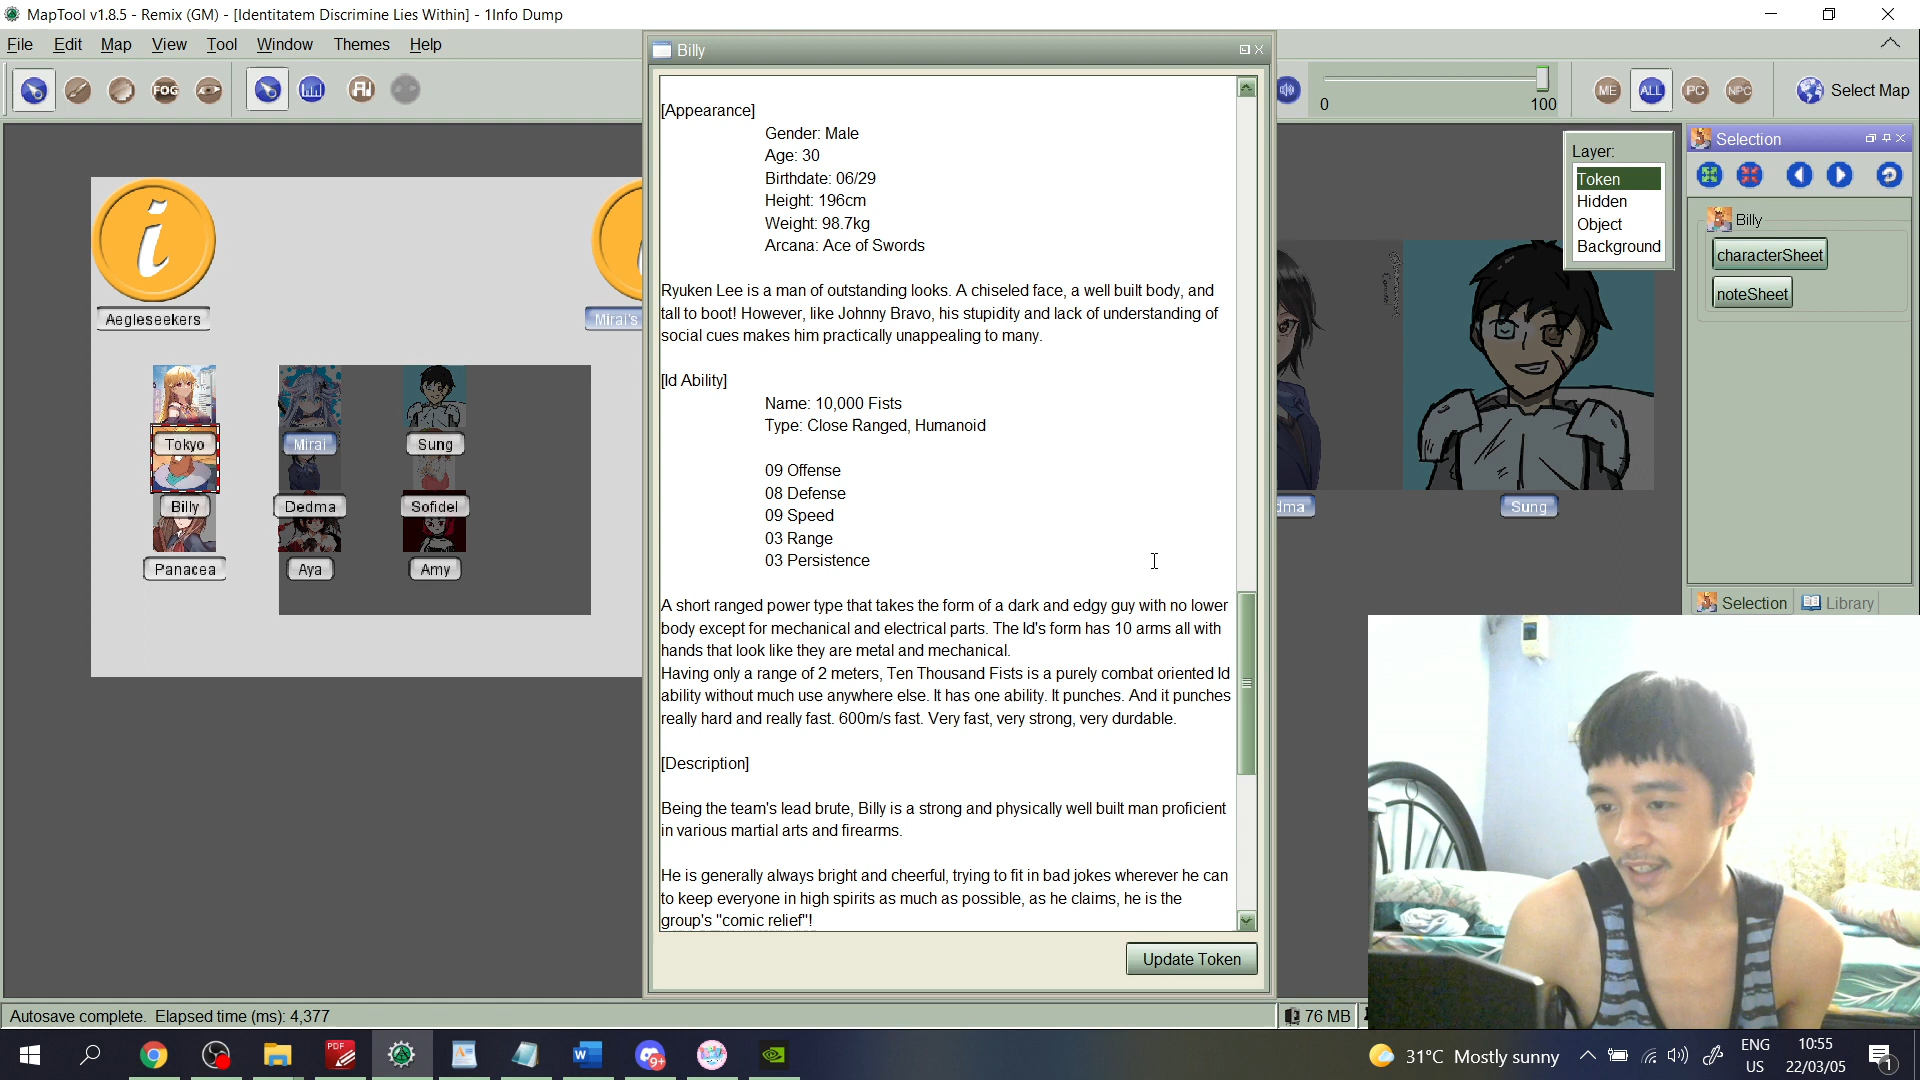 MapTool v1.8.5 - Remix (GM) - [Identitatem Discrimine Lies Within] - 1Info Dump
File Edit Map View Tool Window Themes Help
Billy
FOG
0
100
ME
ALL
PC
NPC
Select Map
[Appearance]
Gender: Male
Age: 30
Birthdate: 06/29
Height: 196cm
Weight: 98.7kg
Arcana: Ace of Swords
Ryuken Lee is a man of outstanding looks. A chiseled face, a well built body, and
tall to boot! However, like Johnny Bravo, his stupidity and lack of understanding of
social cues makes him practically unappealing to many.
[Id Ability]
Name: 10,000 Fists
Type: Close Ranged, Humanoid
09 Offense
08 Defense
09 Speed
03 Range
03 Persistence
A short ranged power type that takes the form of a dark and edgy guy with no lower
body except for mechanical and electrical parts. The Id's form has 10 arms all with
hands that look like they are metal and mechanical.
Having only a range of 2 meters, Ten Thousand Fists is a purely combat oriented Id
ability without much use anywhere else. It has one ability. It punches. And it punches
really hard and really fast. 600m/s fast. Very fast, very strong, very durdable.
[Description]
Being the team's lead brute, Billy is a strong and physically well built man proficient
in various martial arts and firearms.
He is generally always bright and cheerful, trying to fit in bad jokes wherever he can
to keep everyone in high spirits as much as possible, as he claims, he is the
group's "comic relief"!
Update Token
Aegleseekers
Mirai's
Tokyo
Mirai
Sung
Billy
Dedma
Sofidel
Panacea
Aya
Amy
dma
Sung
Layer:
Token
Hidden
Object
Background
Selection
Billy
characterSheet
noteSheet
Selection
Library
Autosave complete. Elapsed time (ms): 4,377
76 MB
PDF
9+
31°C Mostly sunny
ENG
US
10:55
22/03/05
1